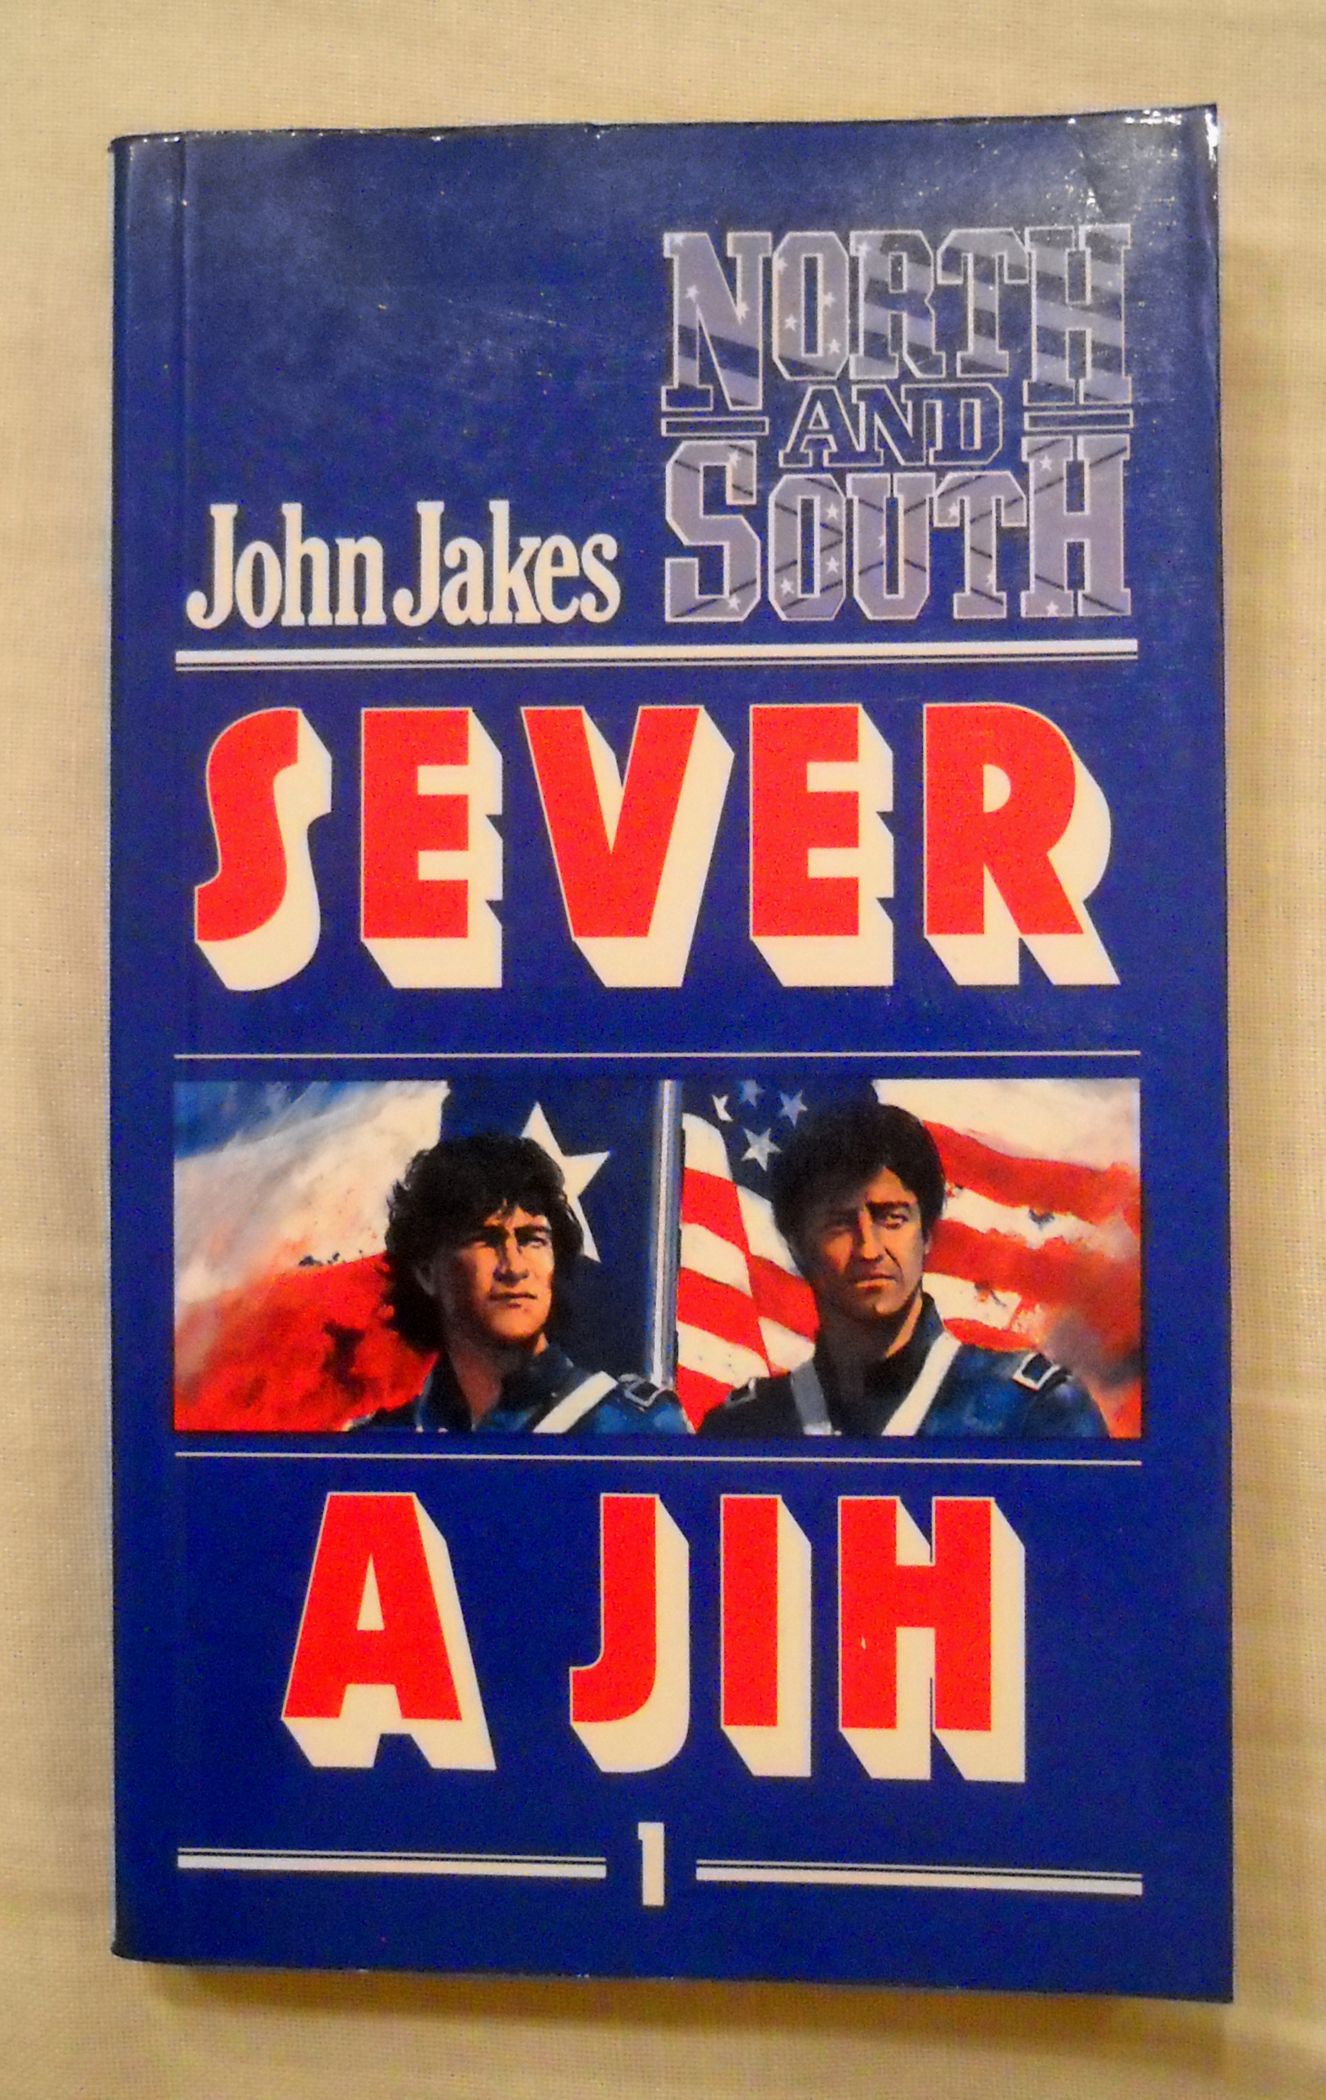 NORTH
AND
SOUTH
John Jakes
SEVER
A JIH
1